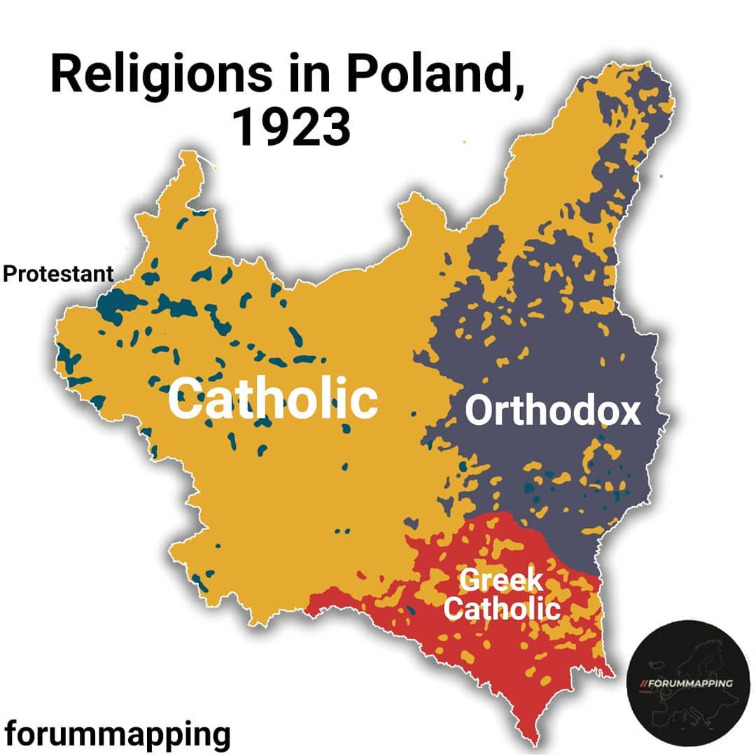 Religions in Poland,
1923
Protestant
Catholic
Orthodox
Greek
Catholic
//FORUMMAPPING
forummapping